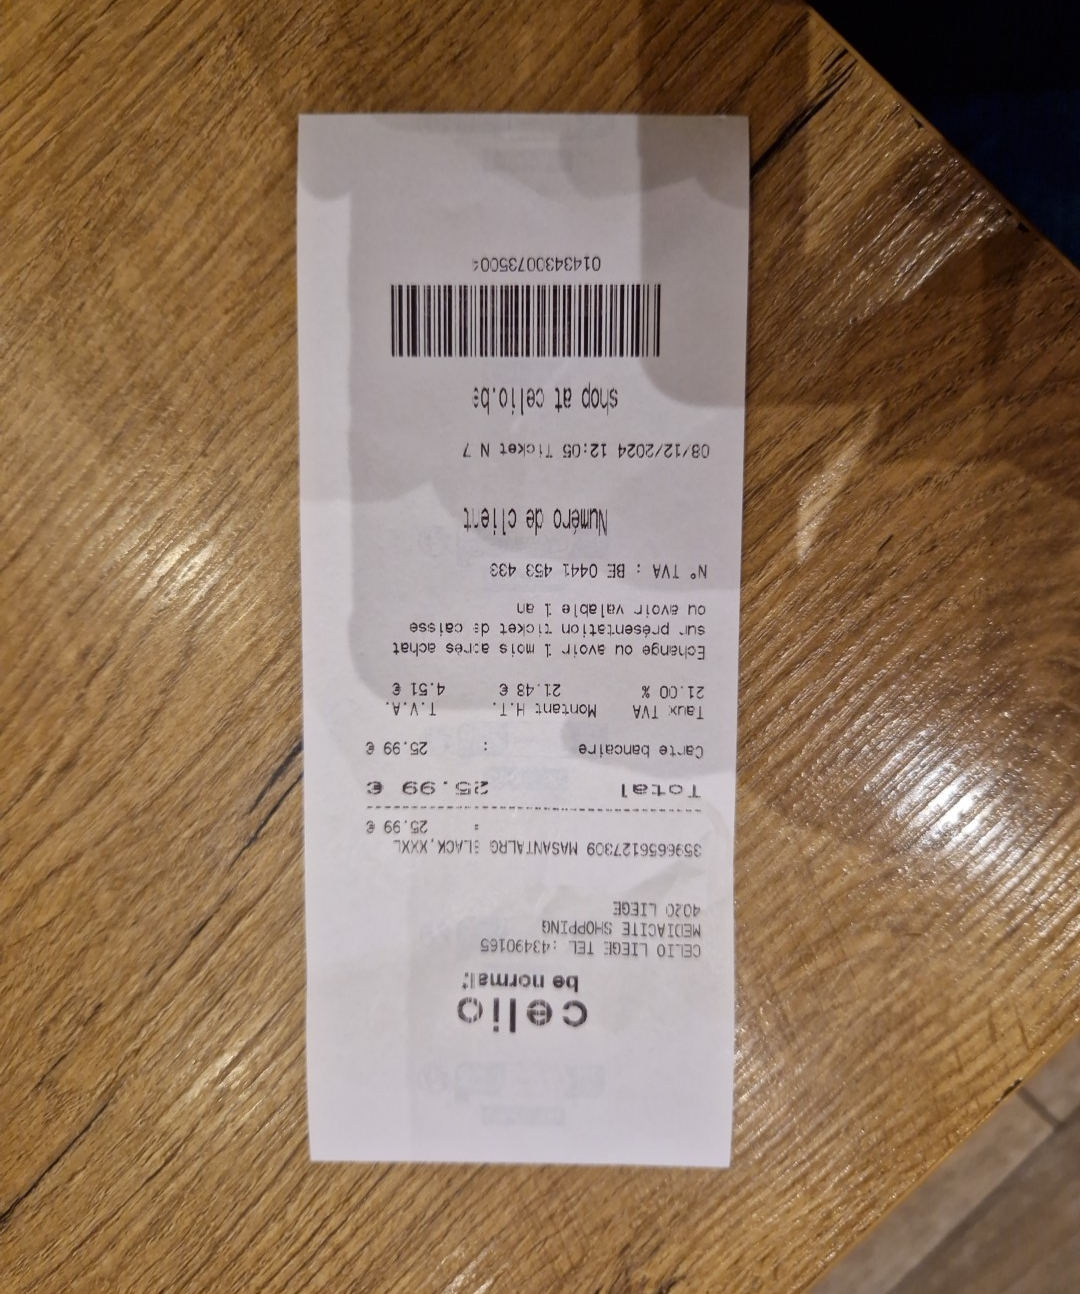 celio
be normal
CELIO LIEGE TEL :43490165
MEDIACITE SHOPPING
4020 LIEGE
3596656127309 MASANTALRG BLACK,XXXL
: 25.99 €
Total 25.99 €
Carte bancaire : 25.99 €
Taux TVA Montant H.T. T.V.A.
21.00 % 21.48 € 4.51 €
Echange ou avoir 1 mois après achat
sur présentation ticket de caisse
ou avoir valable 1 an
N° TVA : BE 0441 453 433
Numéro de client
08/12/2024 12:05 Ticket N 7
shop at celio.be